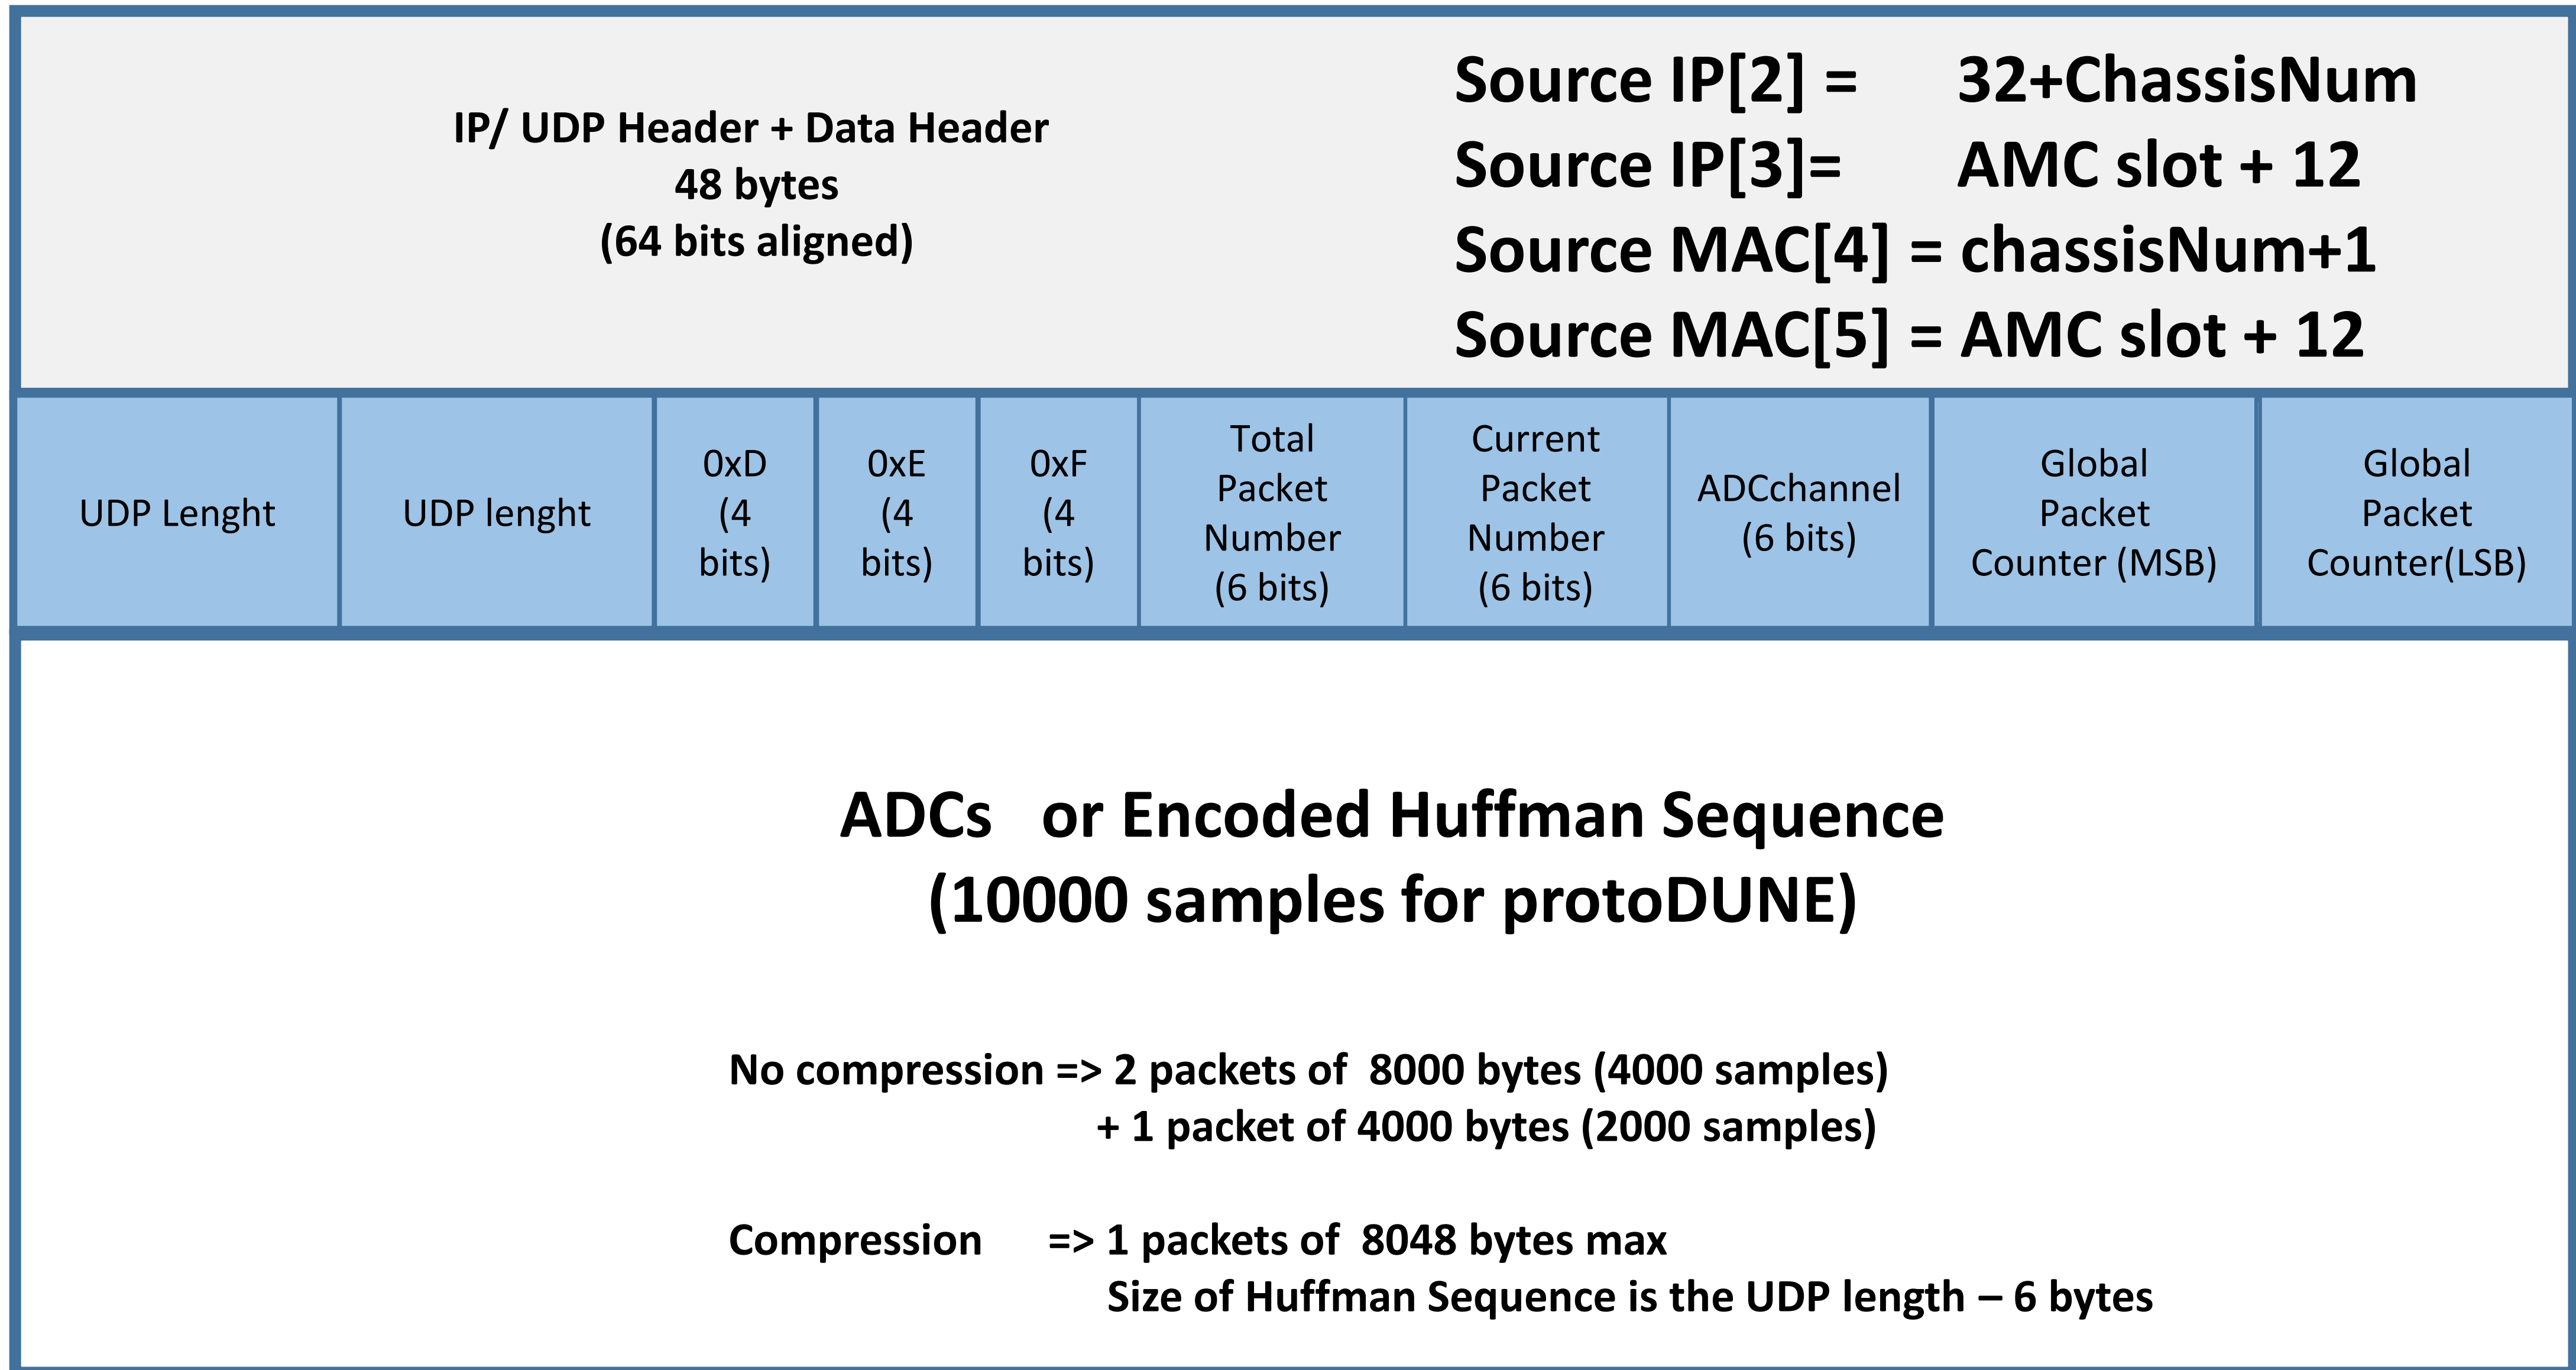 IP/ UDP Header + Data Header
48 bytes
(64 bits aligned)
Source IP[2] = 32+ChassisNum
Source IP[3]= AMC slot + 12
Source MAC[4] = chassisNum+1
Source MAC[5] = AMC slot + 12
UDP Lenght
UDP lenght
0xD
(4
bits)
0xE
(4
bits)
0xF
(4
bits)
Total
Packet
Number
(6 bits)
Current
Packet
Number
(6 bits)
ADCchannel
(6 bits)
Global
Packet
Counter (MSB)
Global
Packet
Counter(LSB)
ADCs or Encoded Huffman Sequence
(10000 samples for protoDUNE)
No compression => 2 packets of 8000 bytes (4000 samples)
+ 1 packet of 4000 bytes (2000 samples)
Compression => 1 packets of 8048 bytes max
Size of Huffman Sequence is the UDP length – 6 bytes